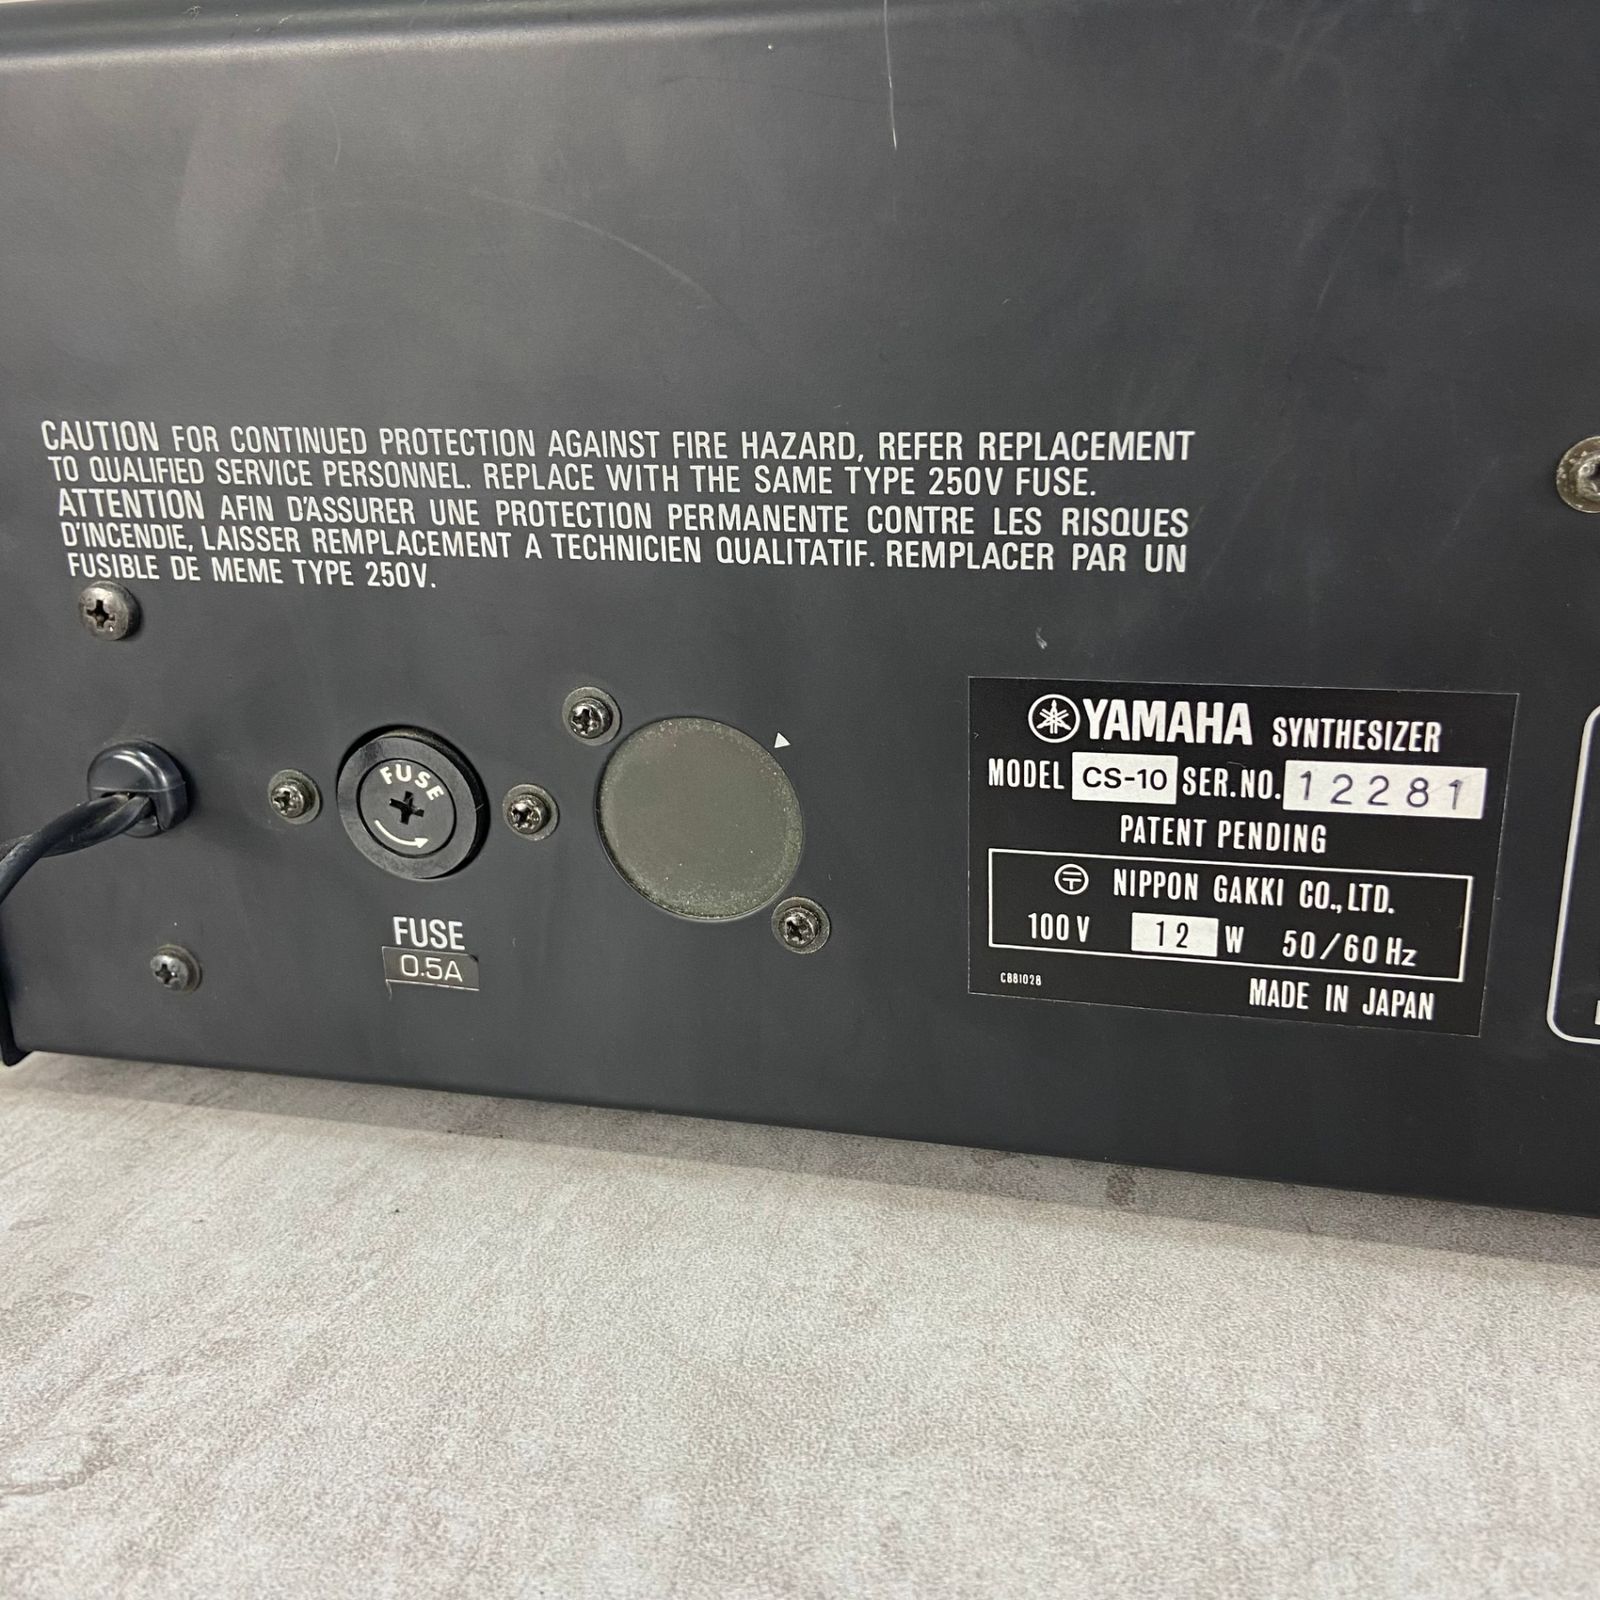 CAUTION FOR CONTINUED PROTECTION AGAINST FIRE HAZARD, REFER REPLACEMENT
TO QUALIFIED SERVICE PERSONNEL. REPLACE WITH THE SAME TYPE 250V FUSE.
ATTENTION AFIN D'ASSURER UNE PROTECTION PERMANENTE CONTRE LES RISQUES
D'INCENDIE, LAISSER REMPLACEMENT A TECHNICIEN QUALITATIF. REMPLACER PAR UN
FUSIBLE DE MEME TYPE 250V.
FUSE
FUSE
0.5A
YAMAHA SYNTHESIZER
MODEL CS-10 SER.NO. 12281
PATENT PENDING
NIPPON GAKKI CO., LTD.
100V 12 W 50/60Hz
CB81028
MADE IN JAPAN